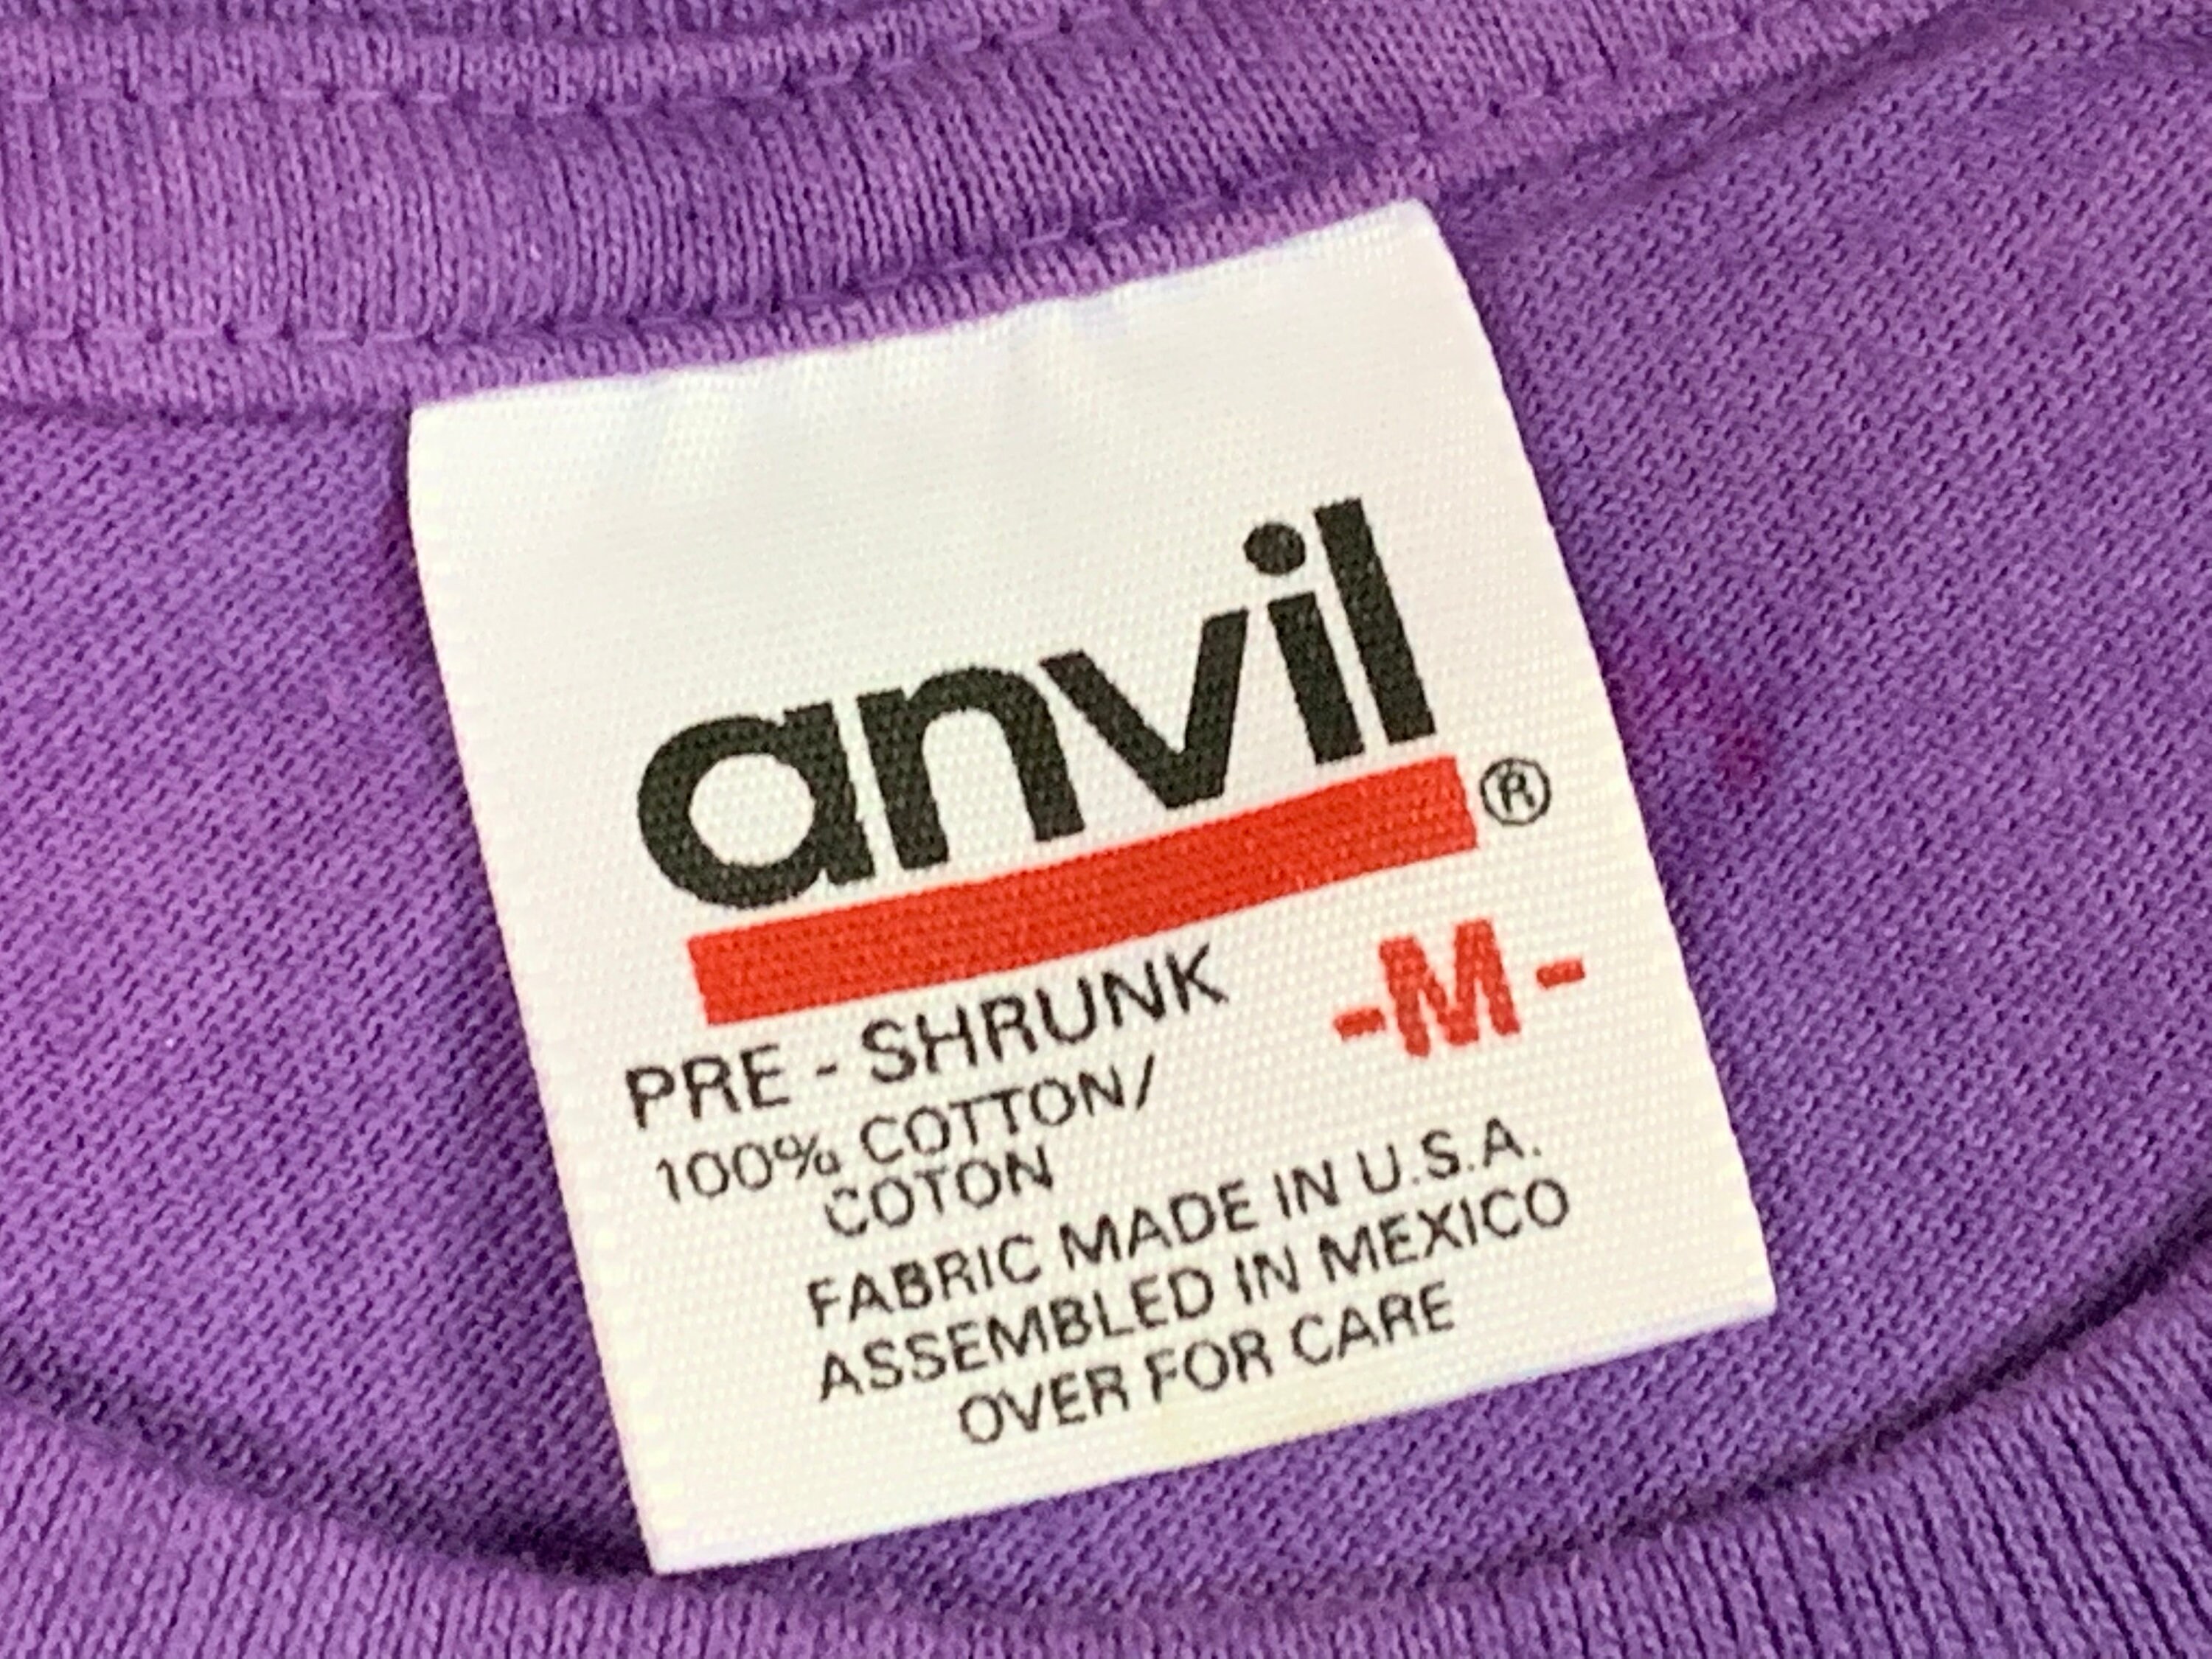 anvil®
-M-
PRE - SHRUNK
100% COTTON/
COTON
FABRIC MADE IN U.S.A.
ASSEMBLED IN MEXICO
OVER FOR CARE